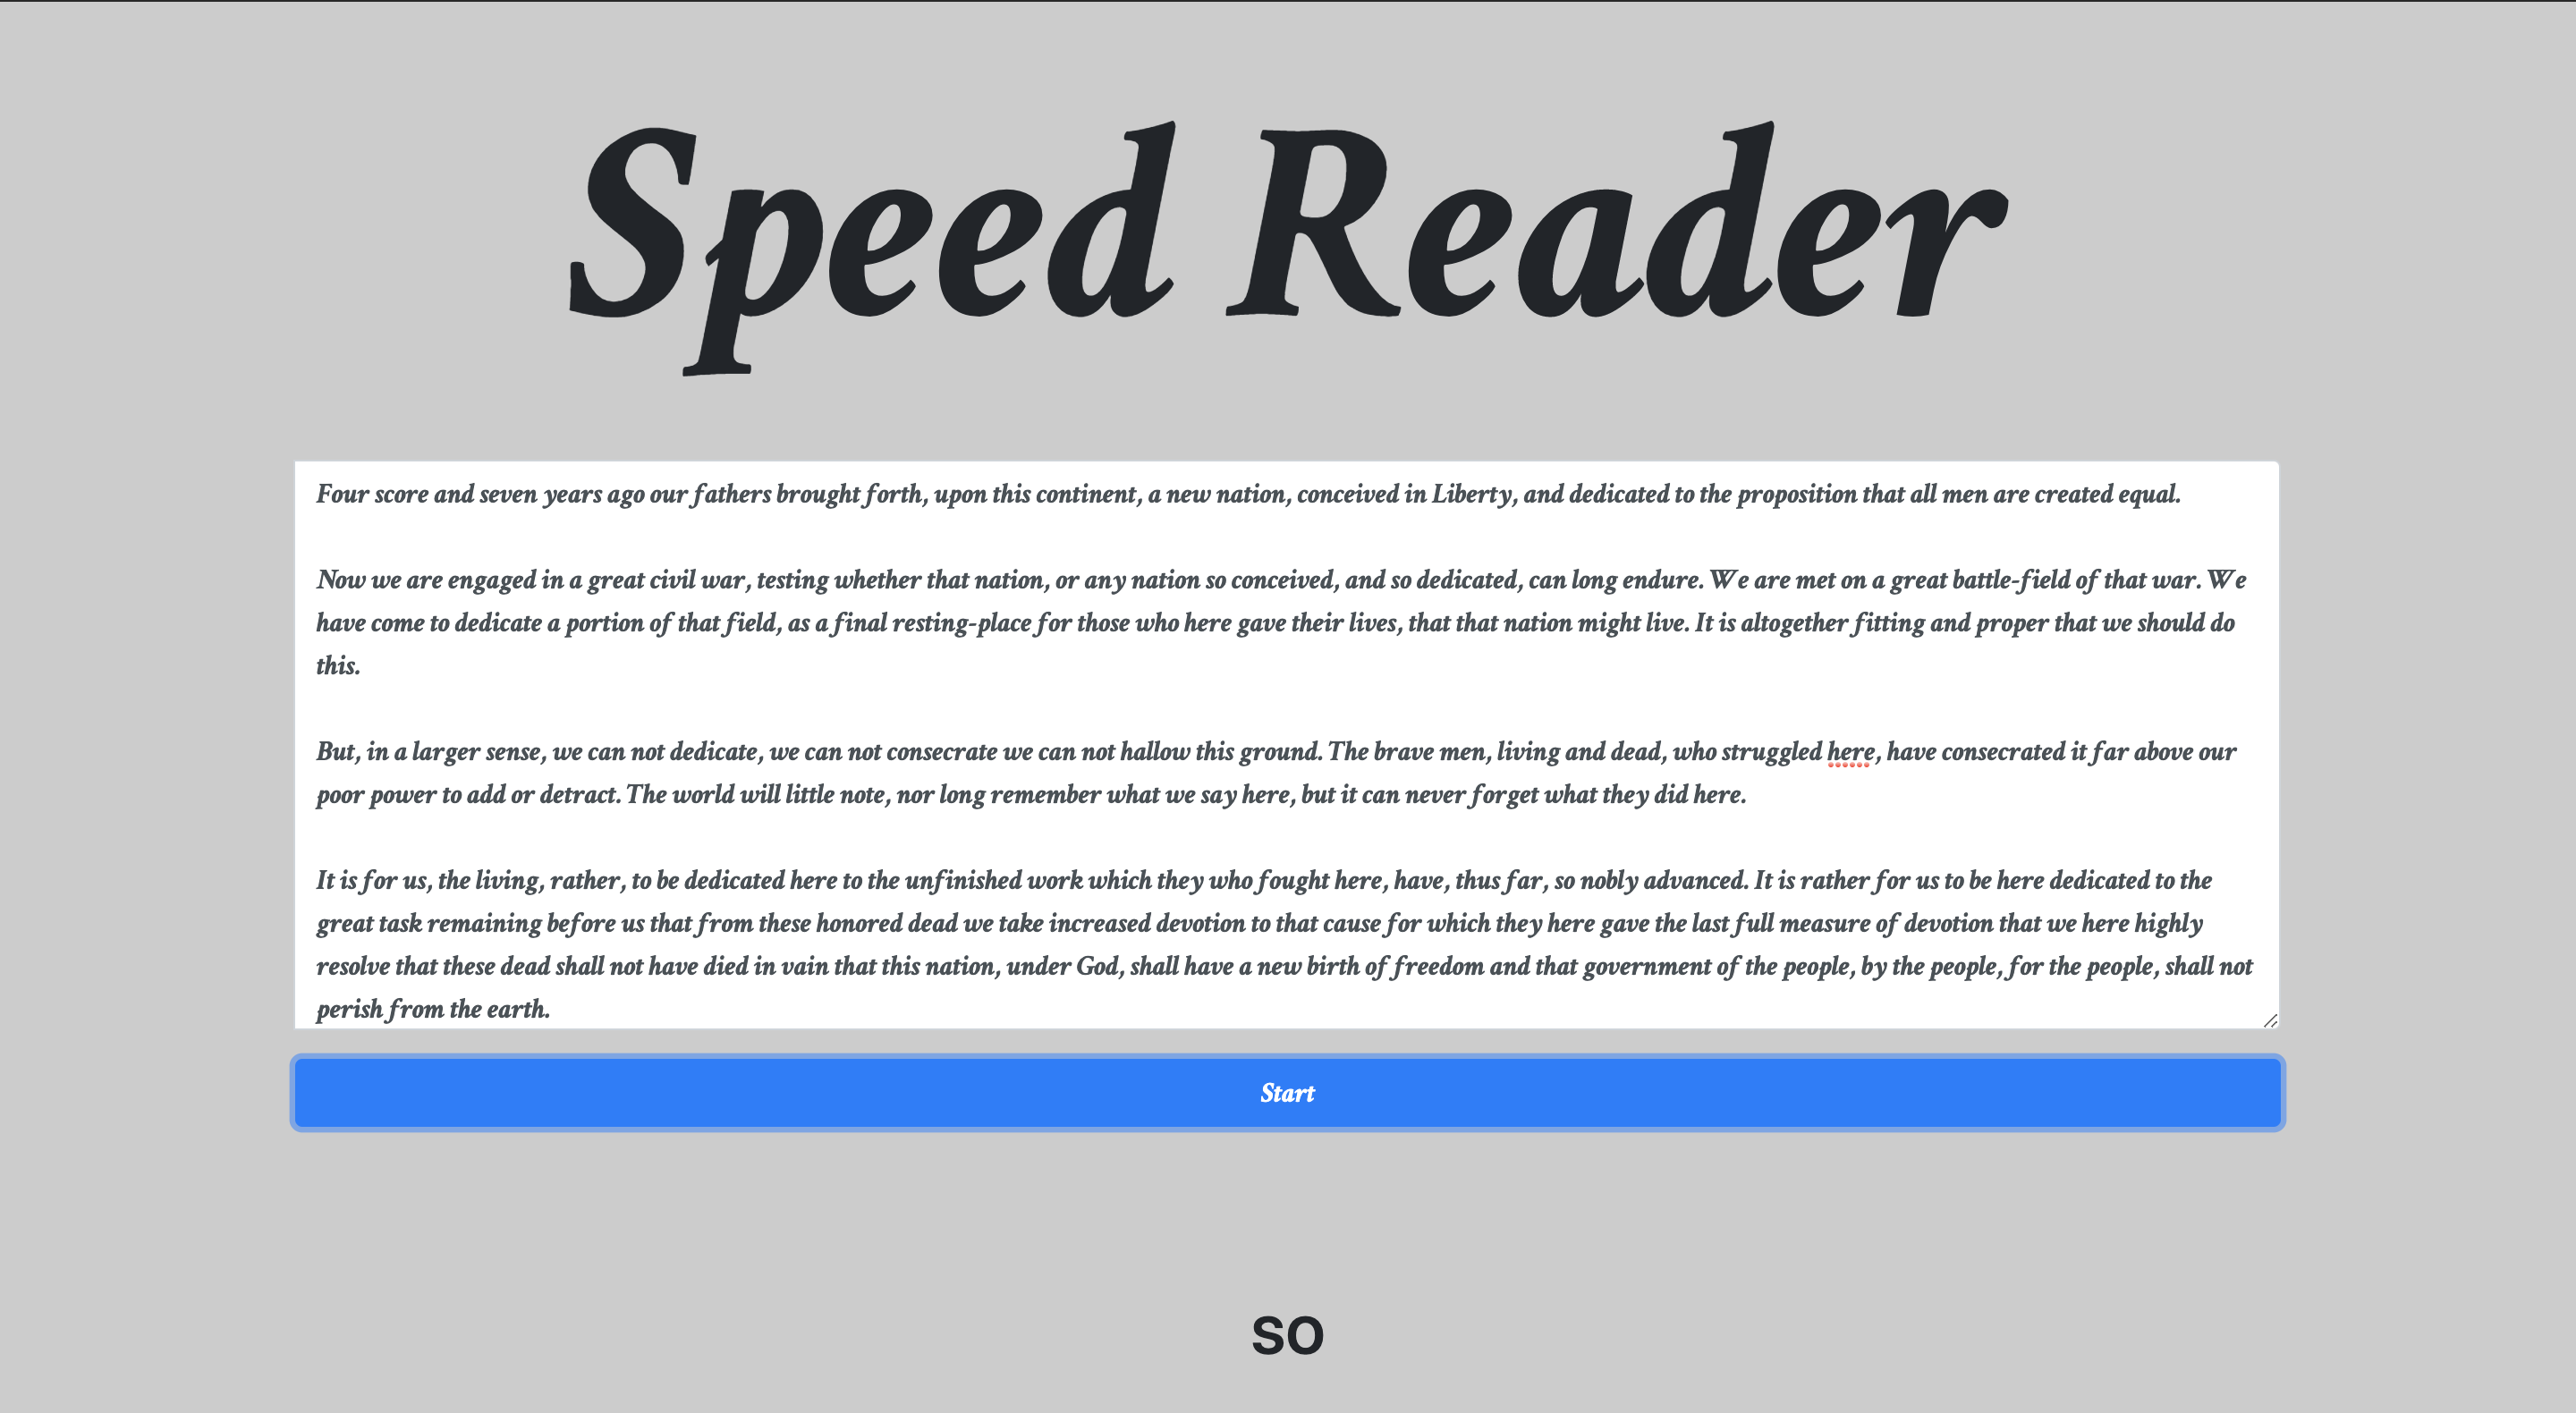 Speed Reader
Four score and seven years ago our fathers brought forth, upon this continent, a new nation, conceived in Liberty, and dedicated to the proposition that all men are created equal.
Now we are engaged in a great civil war, testing whether that nation, or any nation so conceived, and so dedicated, can long endure. We are met on a great battle-field of that war. We
have come to dedicate a portion of that field, as a final resting-place for those who here gave their lives, that that nation might live. It is altogether fitting and proper that we should do
this.
But, in a larger sense, we can not dedicate, we can not consecrate we can not hallow this ground. The brave men, living and dead, who struggled here, have consecrated it far above our
poor power to add or detract. The world will little note, nor long remember what we say here, but it can never forget what they did here.
It is for us, the living, rather, to be dedicated here to the unfinished work which they who fought here, have, thus far, so nobly advanced. It is rather for us to be here dedicated to the
great task remaining before us that from these honored dead we take increased devotion to that cause for which they here gave the last full measure of devotion that we here highly
resolve that these dead shall not have died in vain that this nation, under God, shall have a new birth of freedom and that government of the people, by the people, for the people, shall not
perish from the earth.
Start
so